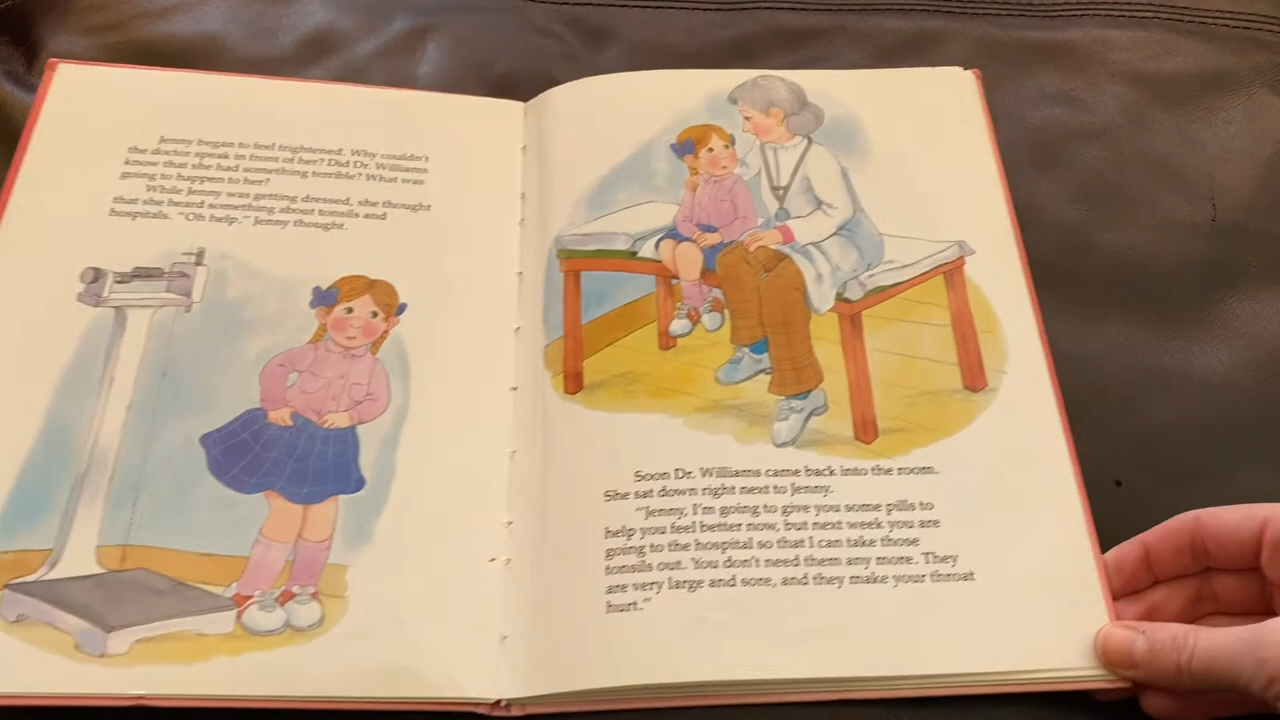 Jenny began to feel frightened. Why couldn't
the doctor speak in front of her? Did Dr. Williams
know that she had something terrible? What was
going to happen to her?
While Jenny was getting dressed, she thought
that she heard something about tonsils and
hospitals. "Oh help," Jenny thought.
Soon Dr. Williams came back into the room.
She sat down right next to Jenny.
"Jenny, I'm going to give you some pills to
help you feel better now, but next week you are
going to the hospital so that I can take those
tonsils out. You don't need them any more. They
are very large and sore, and they make your throat
hurt."